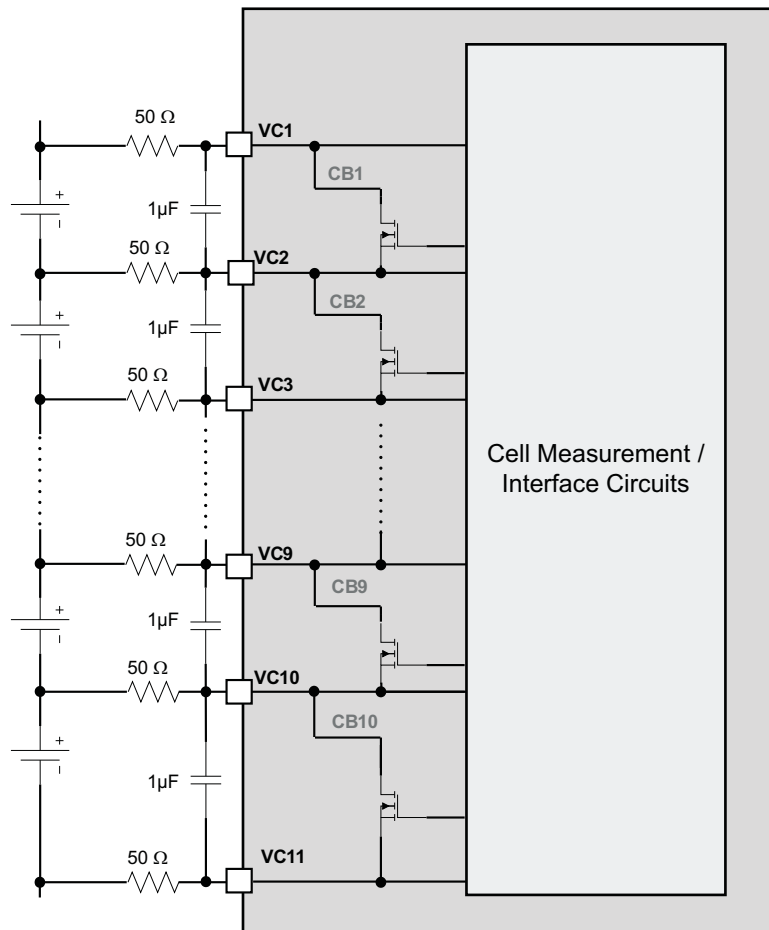 50 Ω
VC1
CB1
+
1µF
−
50 Ω
VC2
CB2
+
1µF
−
50 Ω
VC3
Cell Measurement /
Interface Circuits
50 Ω
VC9
CB9
+
1µF
−
50 Ω
VC10
CB10
+
1µF
−
50 Ω
VC11